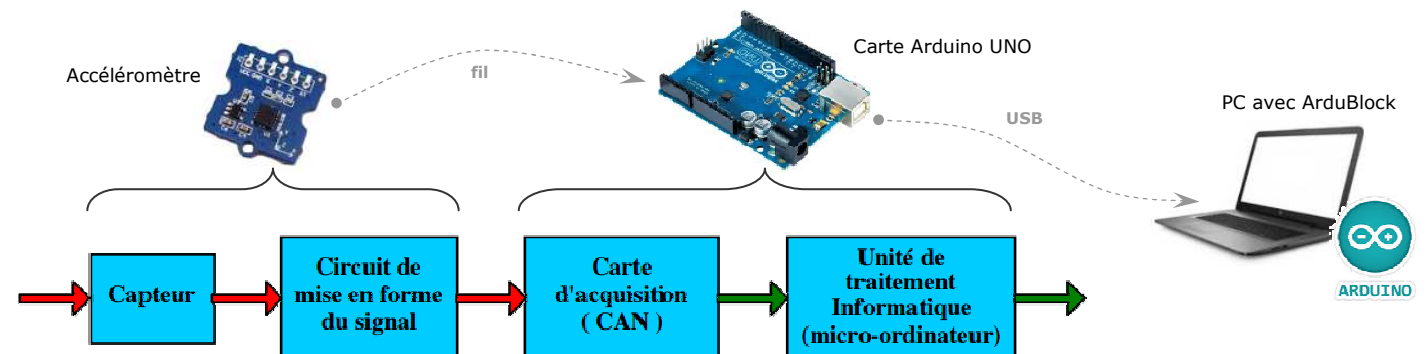 Accéléromètre
fil
Carte Arduino UNO
USB
PC avec ArduBlock
ARDUINO
Capteur
Circuit de
mise en forme
du signal
Carte
d'acquisition
( CAN )
Unité de
traitement
Informatique
(micro-ordinateur)